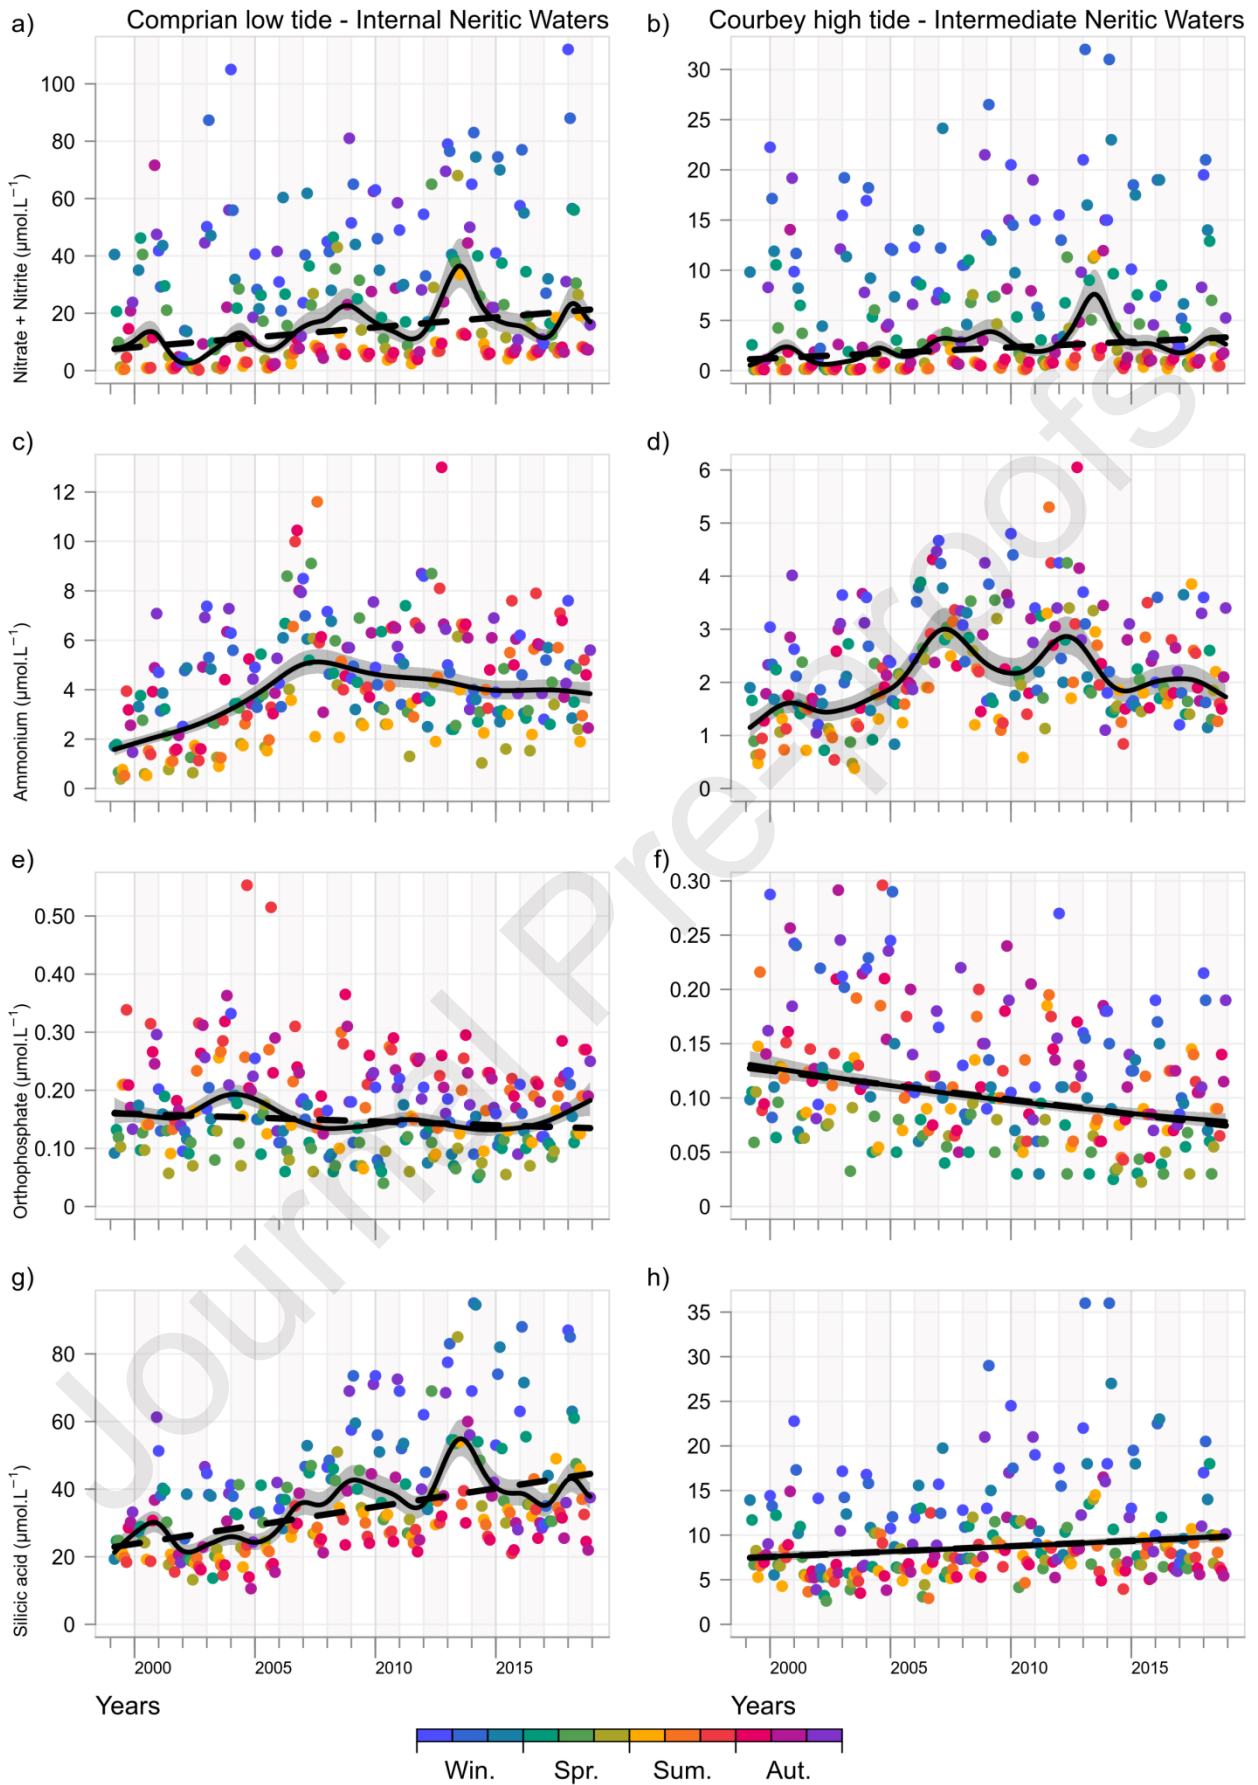 a) Comprian low tide - Internal Neritic Waters
b) Courbey high tide - Intermediate Neritic Waters
Nitrate + Nitrite (µmol.L⁻¹)
100
80
60
40
20
0
30
25
20
15
10
5
0
c)
d)
Ammonium (µmol.L⁻¹)
12
10
8
6
4
2
0
6
5
4
3
2
1
0
e)
f)
Orthophosphate (µmol.L⁻¹)
0.50
0.40
0.30
0.20
0.10
0
0.30
0.25
0.20
0.15
0.10
0.05
0
g)
h)
Silicic acid (µmol.L⁻¹)
80
60
40
20
0
35
30
25
20
15
10
5
0
2000 2005 2010 2015
2000 2005 2010 2015
Years
Years
Win. Spr. Sum. Aut.
Journal Pre-proofs